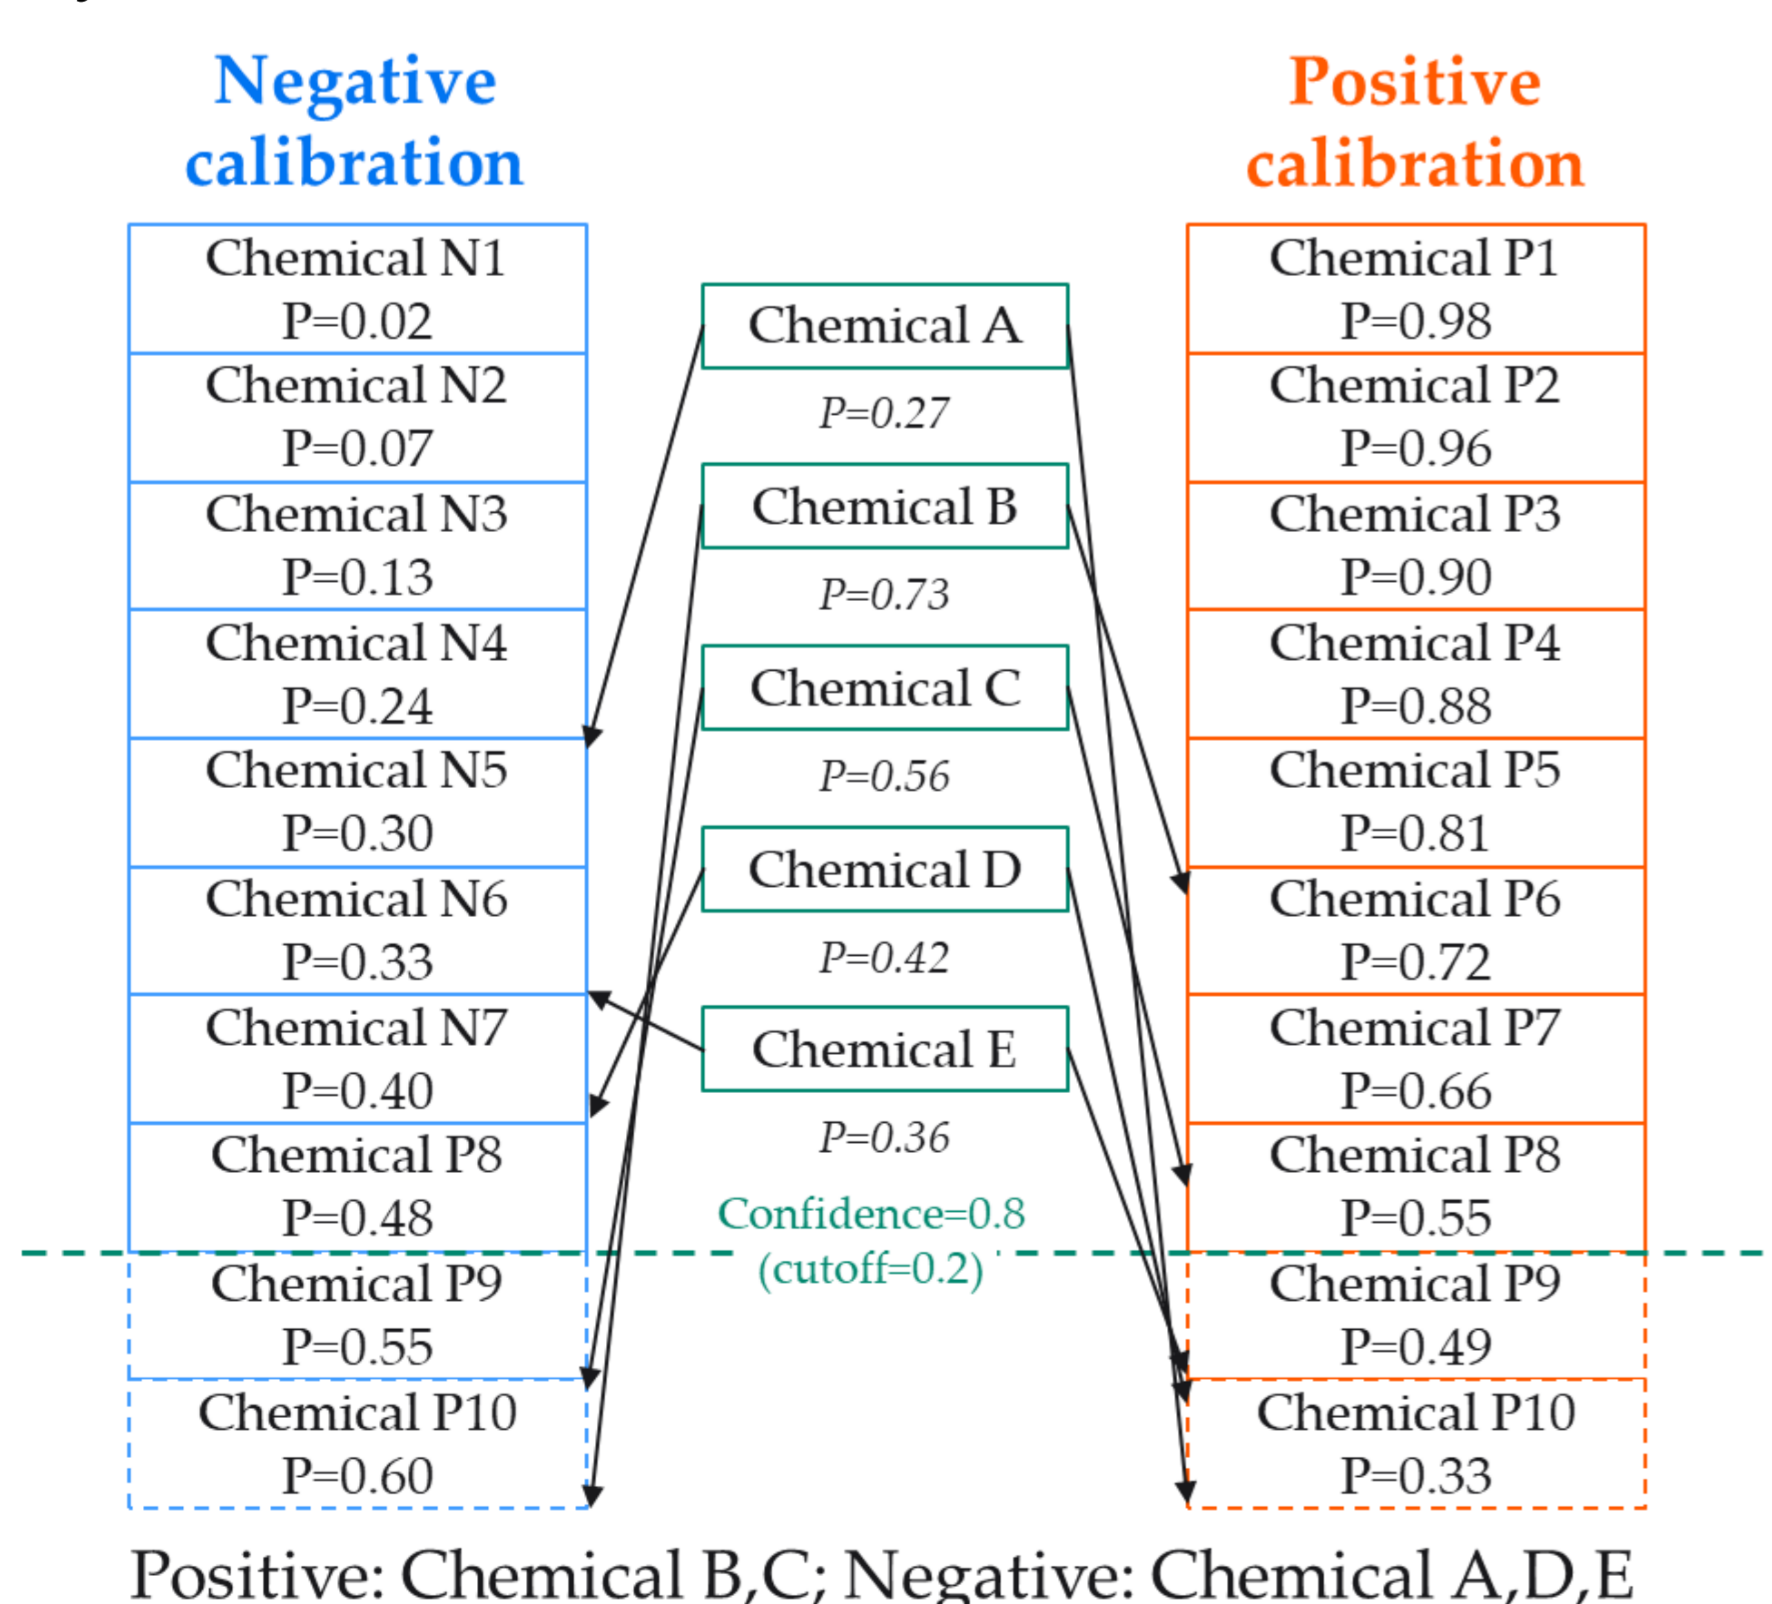 Negative
calibration
Chemical N1
P=0.02
Chemical N2
P=0.07
Chemical N3
P=0.13
Chemical N4
P=0.24
Chemical N5
P=0.30
Chemical N6
P=0.33
Chemical N7
P=0.40
Chemical P8
P=0.48
Chemical P9
P=0.55
Chemical P10
P=0.60
Chemical A
P=0.27
Chemical B
P=0.73
Chemical C
P=0.56
Chemical D
P=0.42
Chemical E
P=0.36
Confidence=0.8
(cutoff=0.2)
Positive
calibration
Chemical P1
P=0.98
Chemical P2
P=0.96
Chemical P3
P=0.90
Chemical P4
P=0.88
Chemical P5
P=0.81
Chemical P6
P=0.72
Chemical P7
P=0.66
Chemical P8
P=0.55
Chemical P9
P=0.49
Chemical P10
P=0.33
Positive: Chemical B,C; Negative: Chemical A,D,E